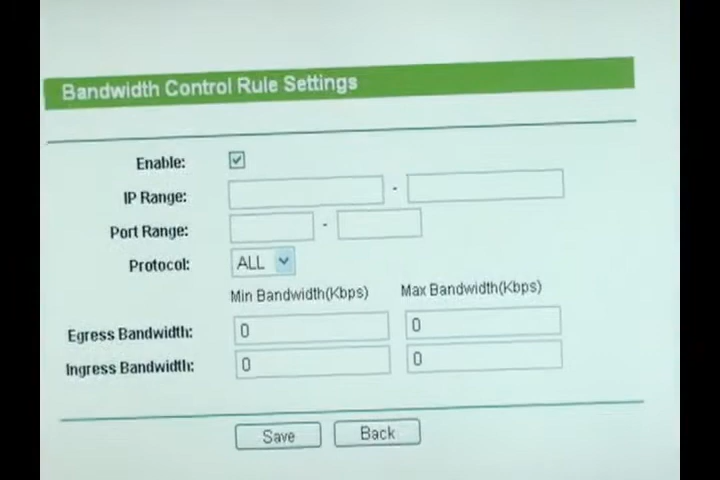 Bandwidth Control Rule Settings
Enable:
IP Range: -
Port Range: -
Protocol: ALL
Min Bandwidth(Kbps) Max Bandwidth(Kbps)
Egress Bandwidth: 0 0
Ingress Bandwidth: 0 0
Save Back